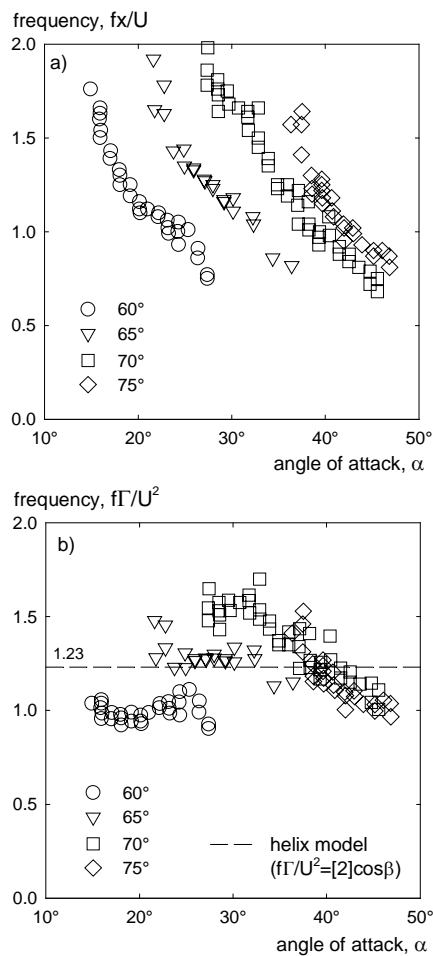 frequency, fx/U
2.0
a)
1.5
1.0
0.5
60°
65°
70°
75°
0.0
10° 20° 30° 40° 50°
angle of attack, α
frequency, fΓ/U²
2.0
b)
1.5
1.23
1.0
0.5
60°
65°
70° helix model
75° (fΓ/U²=[2]cosβ)
0.0
10° 20° 30° 40° 50°
angle of attack, α